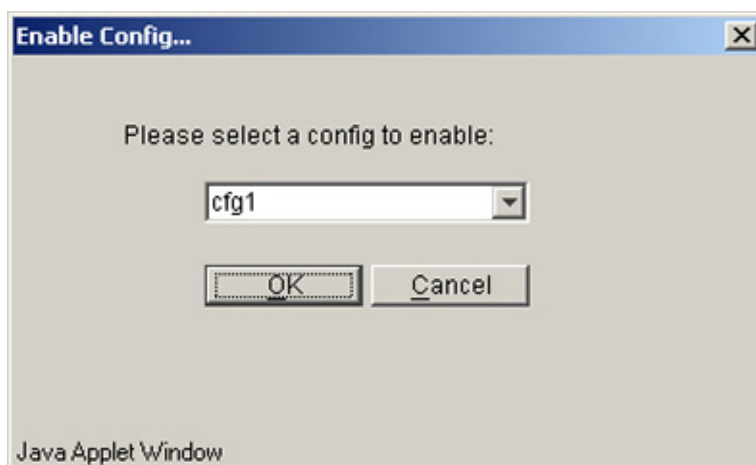 Enable Config...
Please select a config to enable:
cfg1
OK Cancel
Java Applet Window